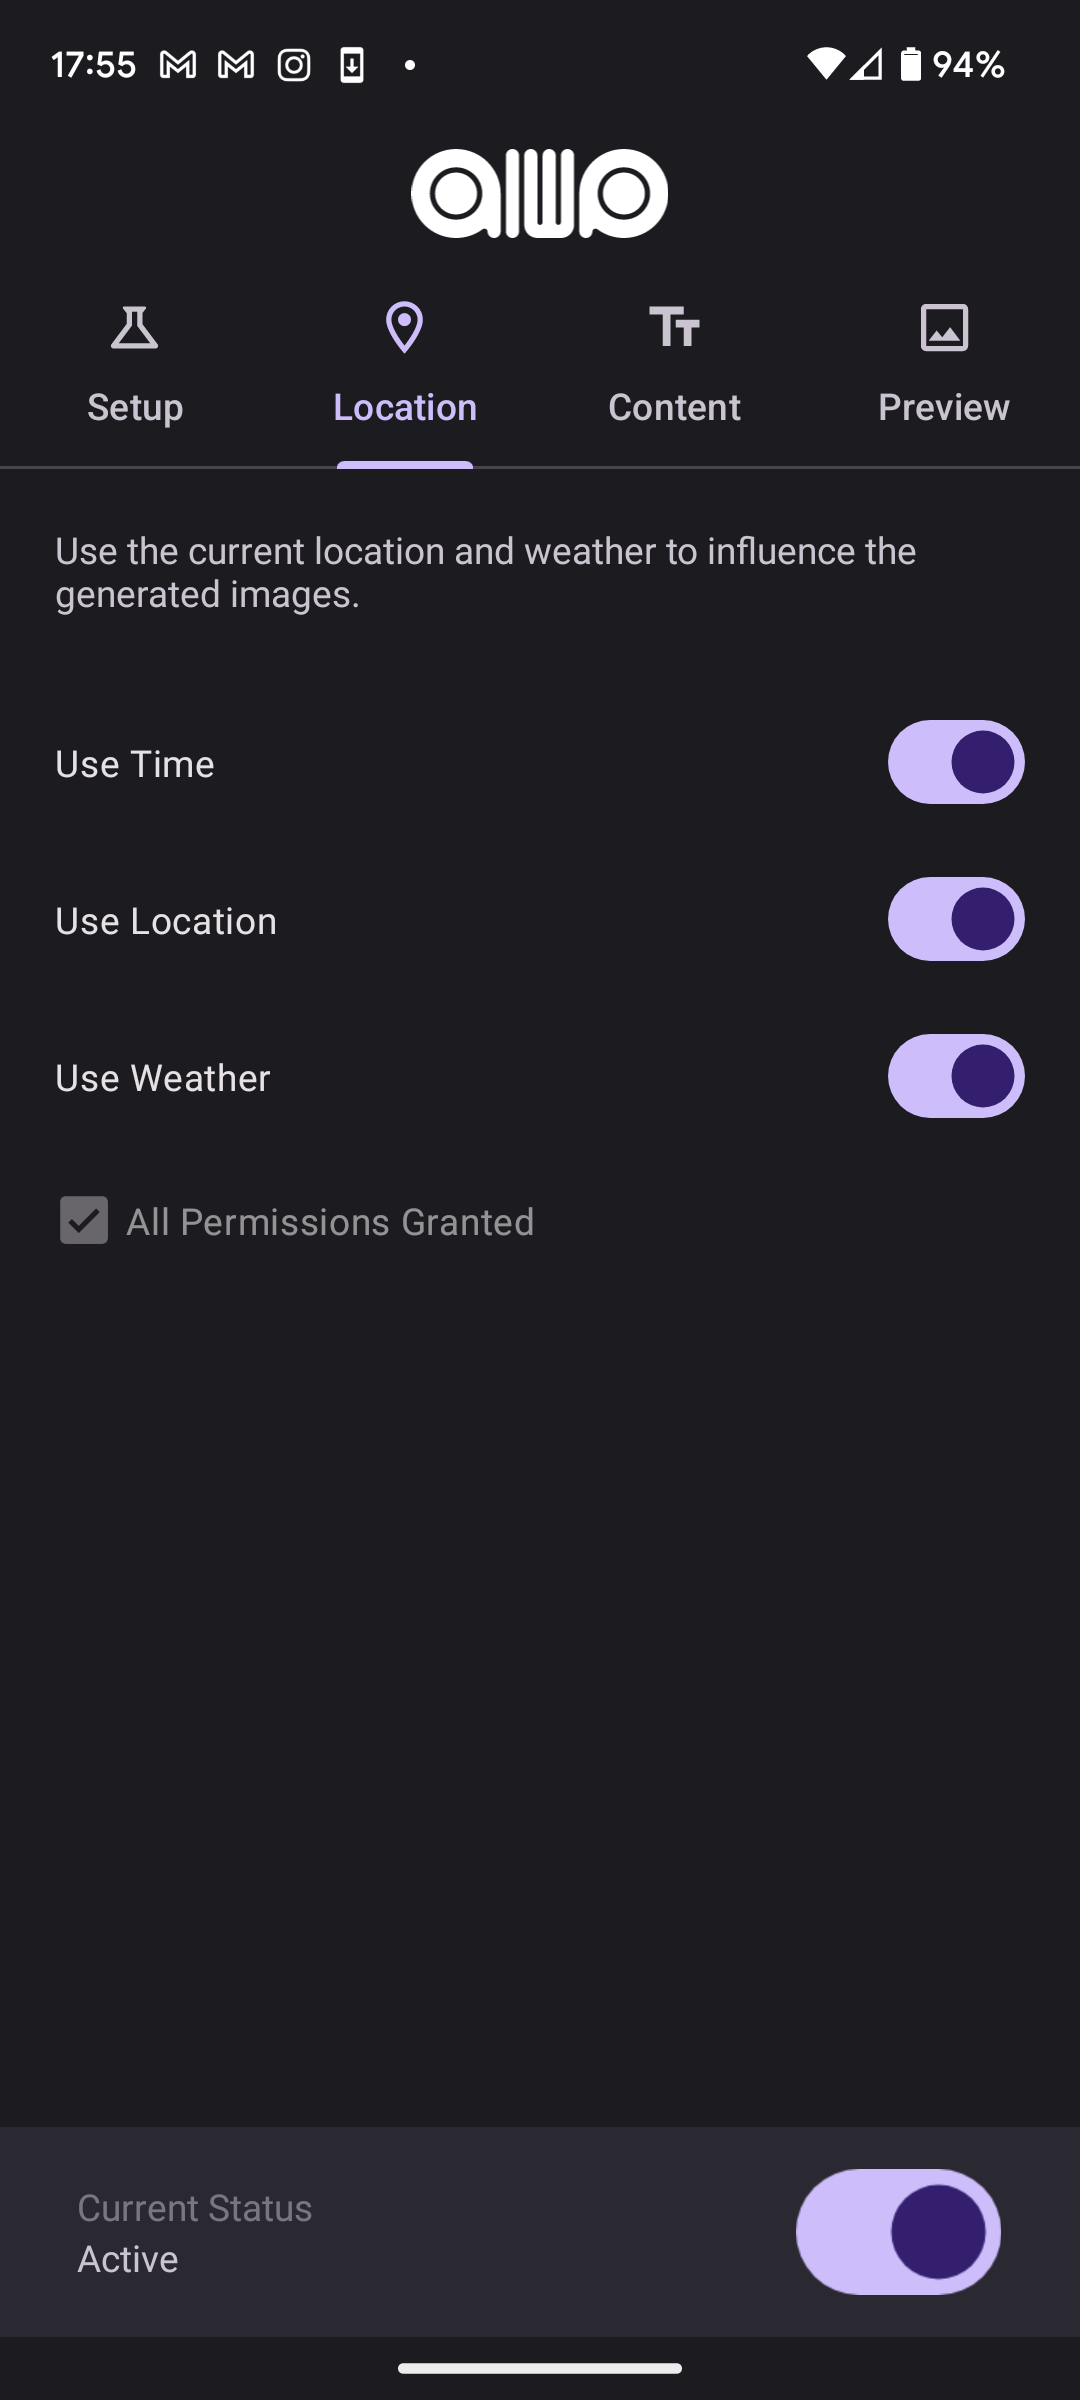 17:55 94%
Setup Location Content Preview
Use the current location and weather to influence the
generated images.
Use Time
Use Location
Use Weather
All Permissions Granted
Current Status
Active